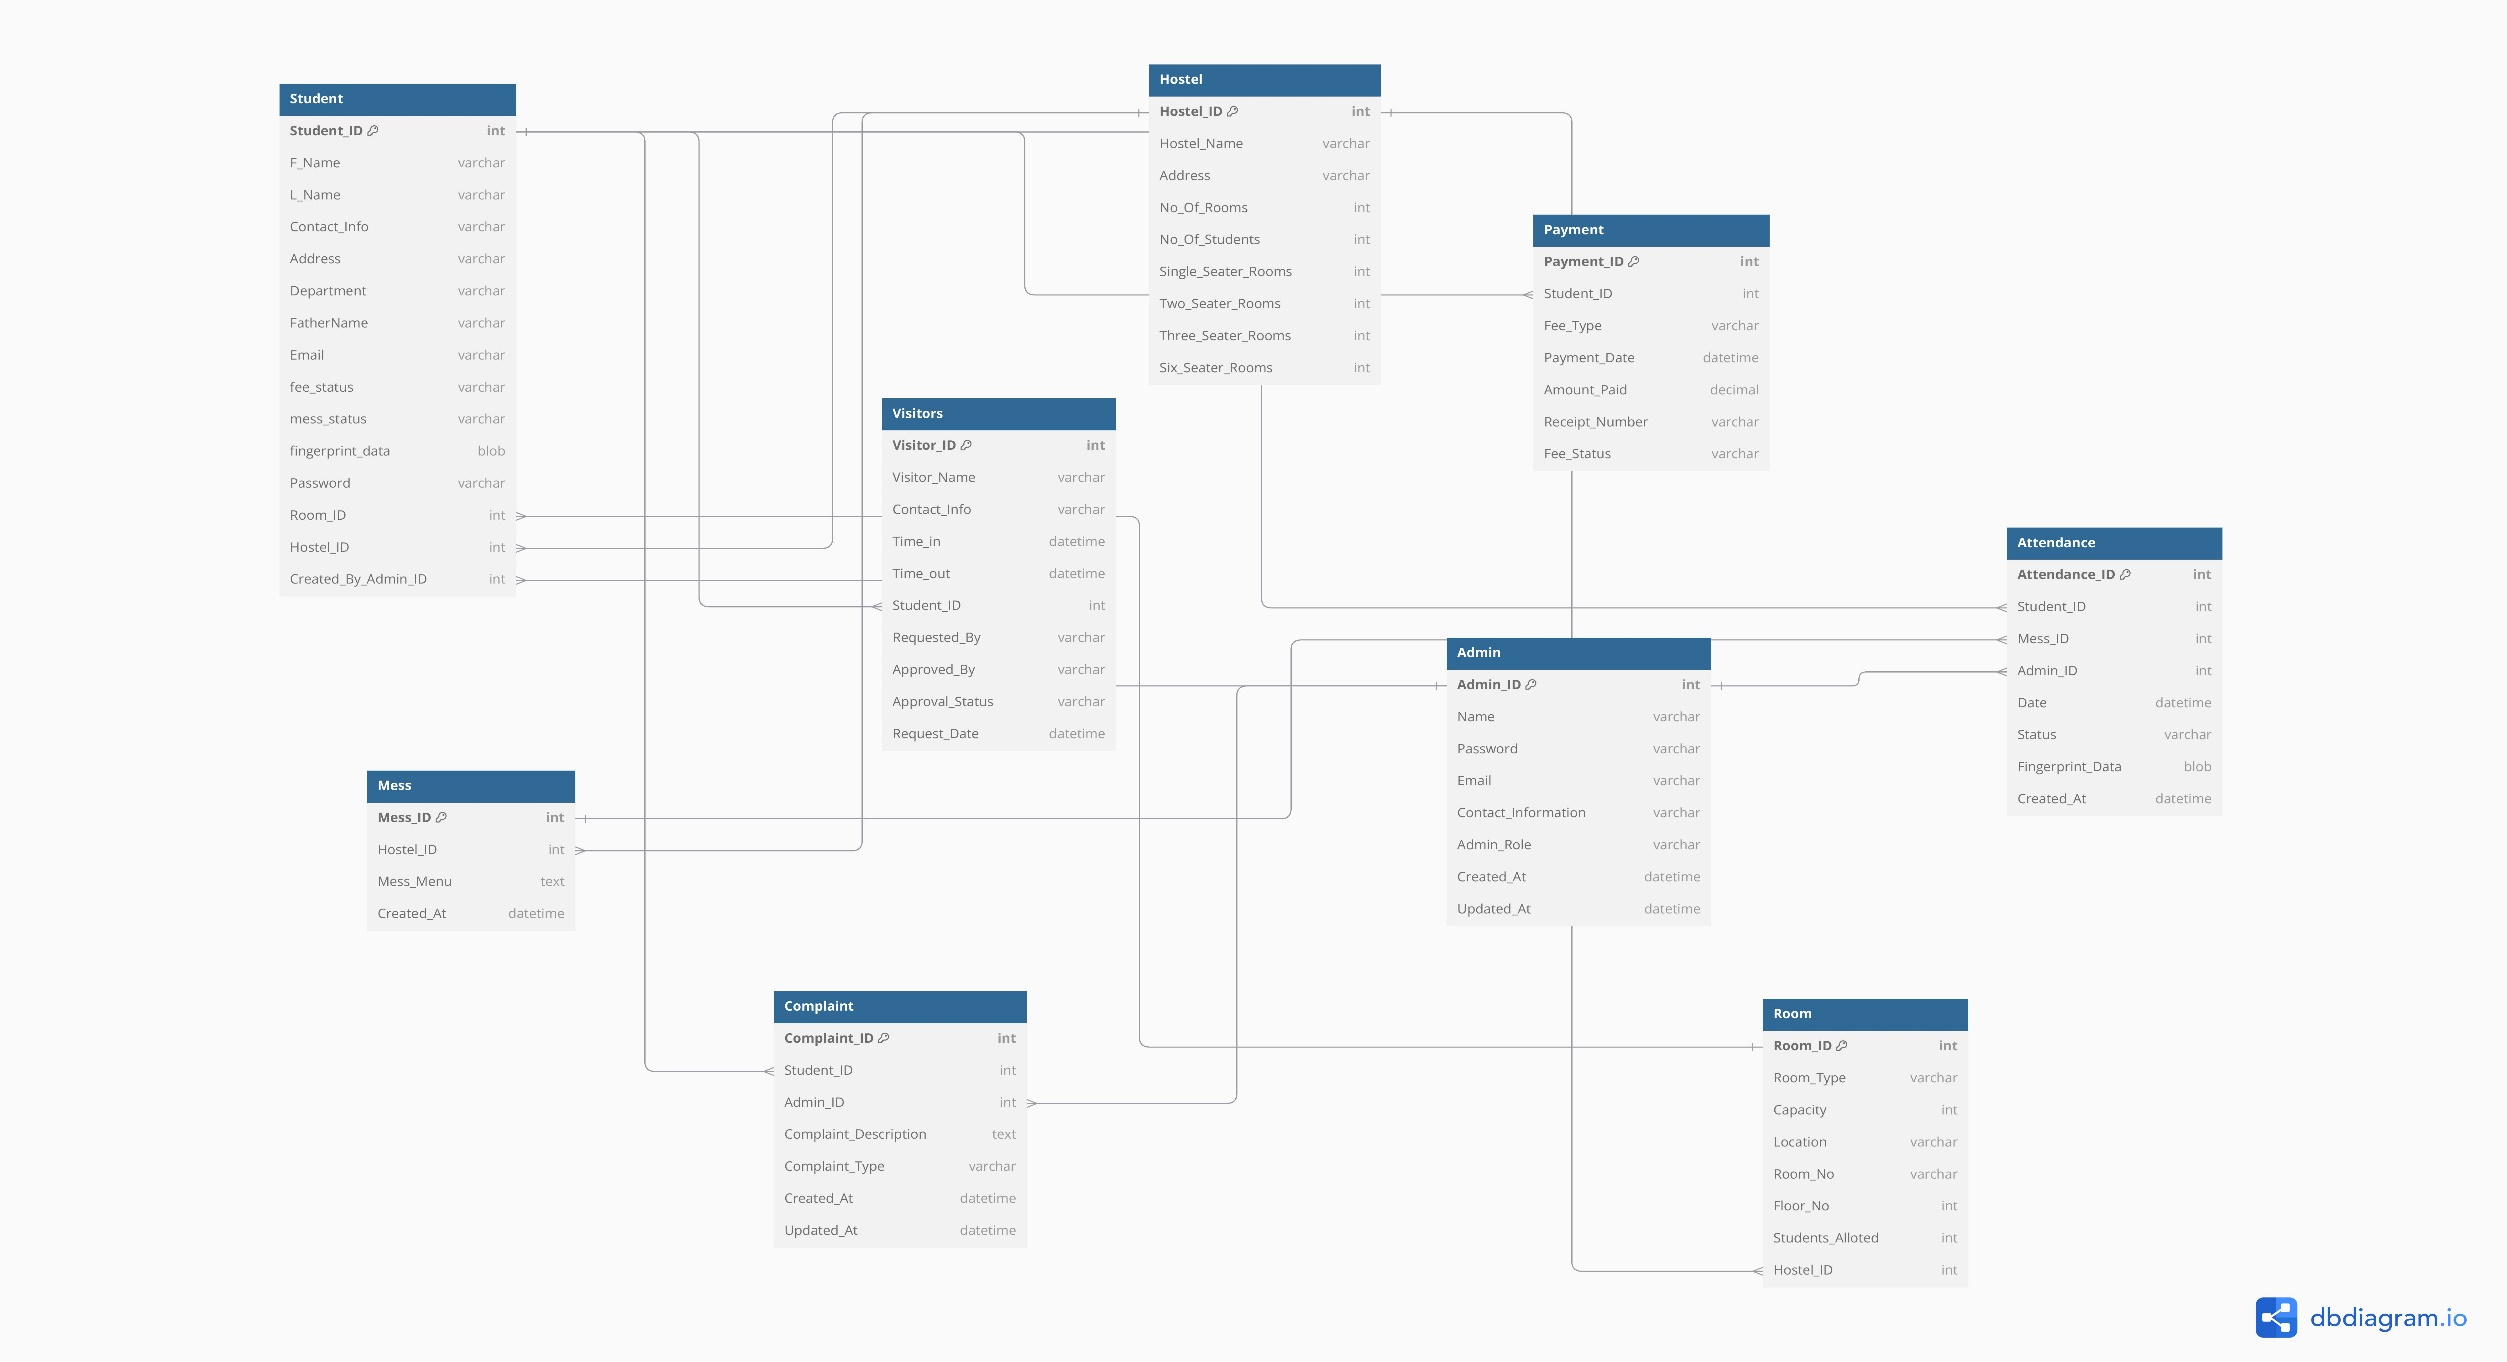 Student
Student_ID int
F_Name varchar
L_Name varchar
Contact_Info varchar
Address varchar
Department varchar
FatherName varchar
Email varchar
fee_status varchar
mess_status varchar
fingerprint_data blob
Password varchar
Room_ID int
Hostel_ID int
Created_By_Admin_ID int
Hostel
Hostel_ID int
Hostel_Name varchar
Address varchar
No_Of_Rooms int
No_Of_Students int
Single_Seater_Rooms int
Two_Seater_Rooms int
Three_Seater_Rooms int
Six_Seater_Rooms int
Payment
Payment_ID int
Student_ID int
Fee_Type varchar
Payment_Date datetime
Amount_Paid decimal
Receipt_Number varchar
Fee_Status varchar
Visitors
Visitor_ID int
Visitor_Name varchar
Contact_Info varchar
Time_in datetime
Time_out datetime
Student_ID int
Requested_By varchar
Approved_By varchar
Approval_Status varchar
Request_Date datetime
Attendance
Attendance_ID int
Student_ID int
Mess_ID int
Admin_ID int
Date datetime
Status varchar
Fingerprint_Data blob
Created_At datetime
Admin
Admin_ID int
Name varchar
Password varchar
Email varchar
Contact_Information varchar
Admin_Role varchar
Created_At datetime
Updated_At datetime
Mess
Mess_ID int
Hostel_ID int
Mess_Menu text
Created_At datetime
Complaint
Complaint_ID int
Student_ID int
Admin_ID int
Complaint_Description text
Complaint_Type varchar
Created_At datetime
Updated_At datetime
Room
Room_ID int
Room_Type varchar
Capacity int
Location varchar
Room_No varchar
Floor_No int
Students_Alloted int
Hostel_ID int
dbdiagram.io